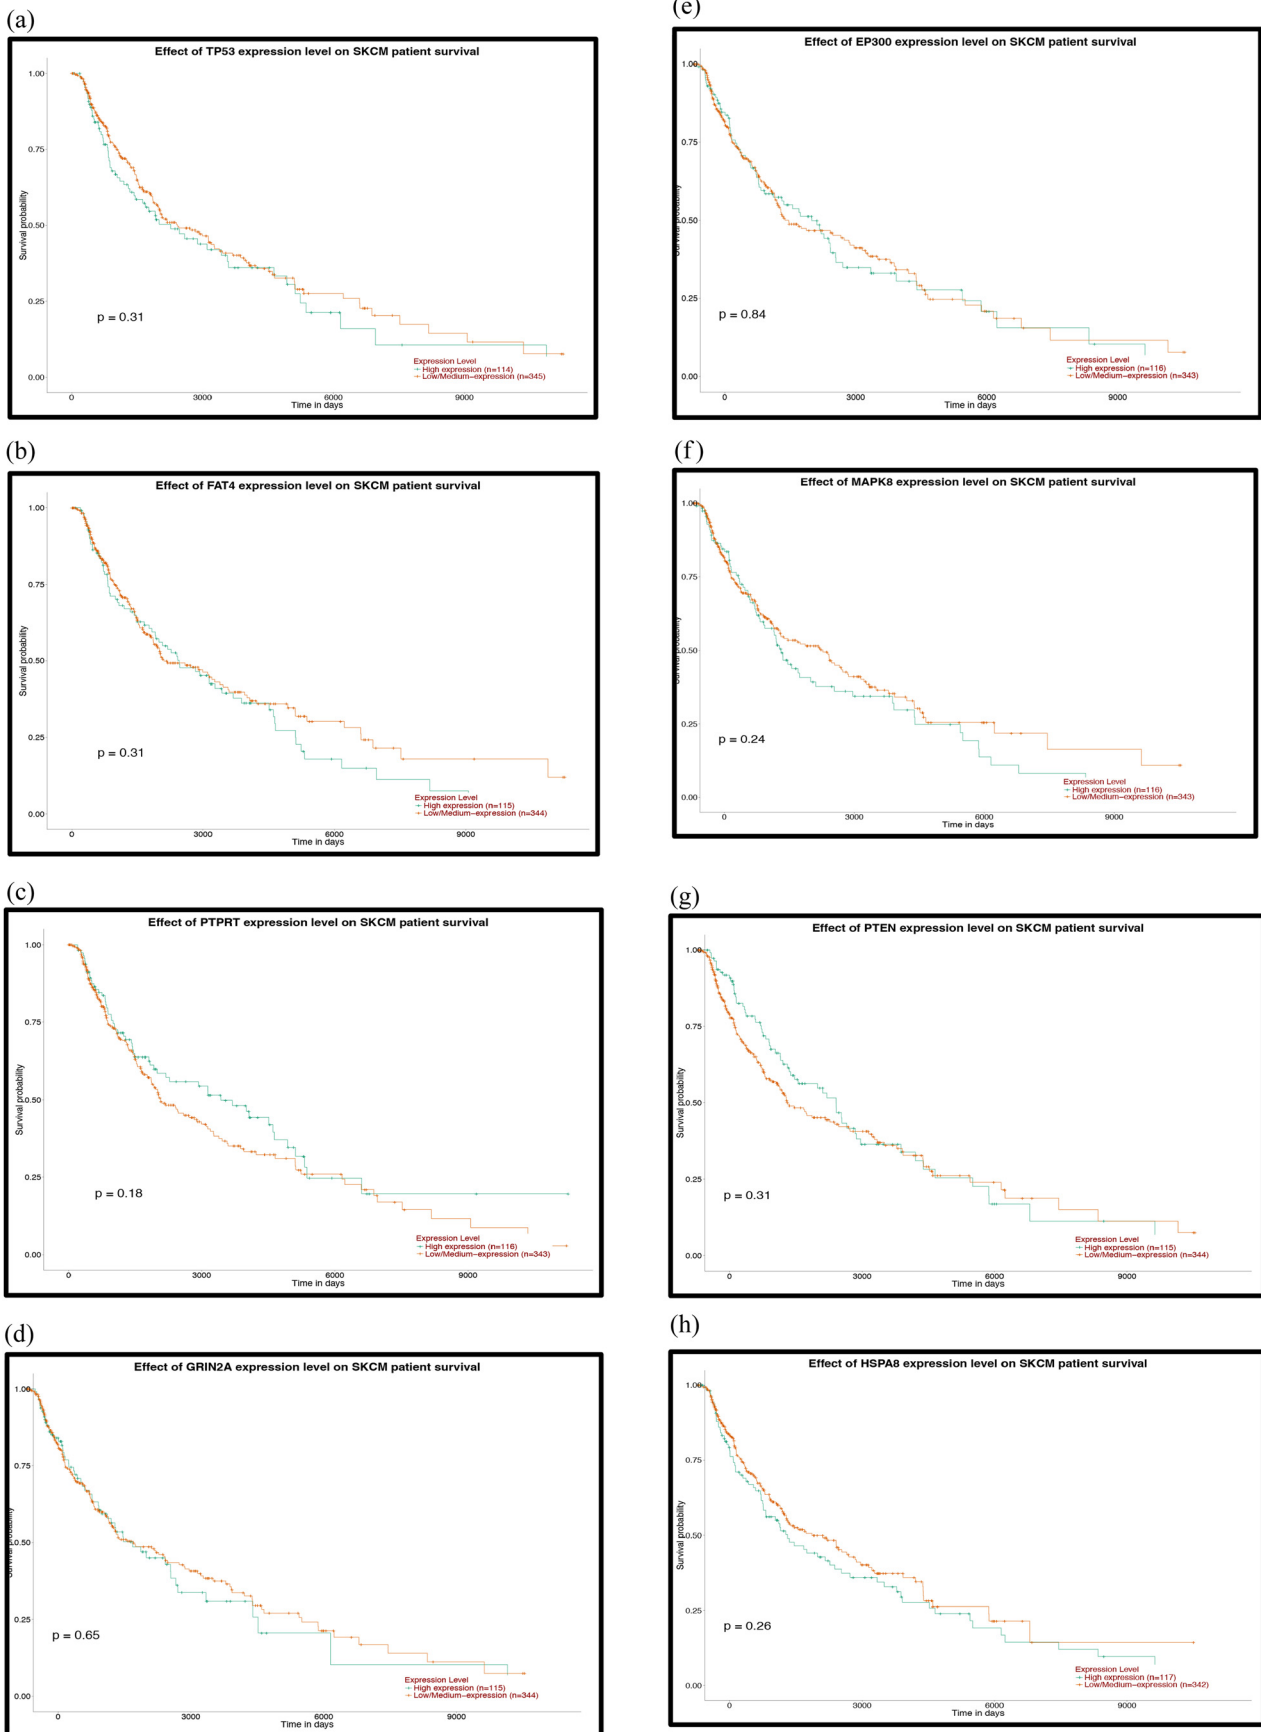 (a)
Effect of TP53 expression level on SKCM patient survival
1.00
0.75
0.50
0.25
0.00
Survival probability
p = 0.31
Expression Level
High expression (n=114)
Low/Medium−expression (n=345)
0 3000 6000 9000
Time in days
(b)
Effect of FAT4 expression level on SKCM patient survival
1.00
0.75
0.50
0.25
0.00
Survival probability
p = 0.31
Expression Level
High expression (n=115)
Low/Medium−expression (n=344)
0 3000 6000 9000
Time in days
(c)
Effect of PTPRT expression level on SKCM patient survival
1.00
0.75
0.50
0.25
0.00
Survival probability
p = 0.18
Expression Level
High expression (n=116)
Low/Medium−expression (n=343)
0 3000 6000 9000
Time in days
(d)
Effect of GRIN2A expression level on SKCM patient survival
1.00
0.75
0.50
0.25
0.00
Survival probability
p = 0.65
Expression Level
High expression (n=115)
Low/Medium−expression (n=344)
0 3000 6000 9000
Time in days
(e)
Effect of EP300 expression level on SKCM patient survival
1.00
0.75
0.50
0.25
0.00
Survival probability
p = 0.84
Expression Level
High expression (n=116)
Low/Medium−expression (n=343)
0 3000 6000 9000
Time in days
(f)
Effect of MAPK8 expression level on SKCM patient survival
1.00
0.75
0.50
0.25
0.00
Survival probability
p = 0.24
Expression Level
High expression (n=116)
Low/Medium−expression (n=343)
0 3000 6000 9000
Time in days
(g)
Effect of PTEN expression level on SKCM patient survival
1.00
0.75
0.50
0.25
0.00
Survival probability
p = 0.31
Expression Level
High expression (n=115)
Low/Medium−expression (n=344)
0 3000 6000 9000
Time in days
(h)
Effect of HSPA8 expression level on SKCM patient survival
1.00
0.75
0.50
0.25
0.00
Survival probability
p = 0.26
Expression Level
High expression (n=117)
Low/Medium−expression (n=342)
0 3000 6000 9000
Time in days